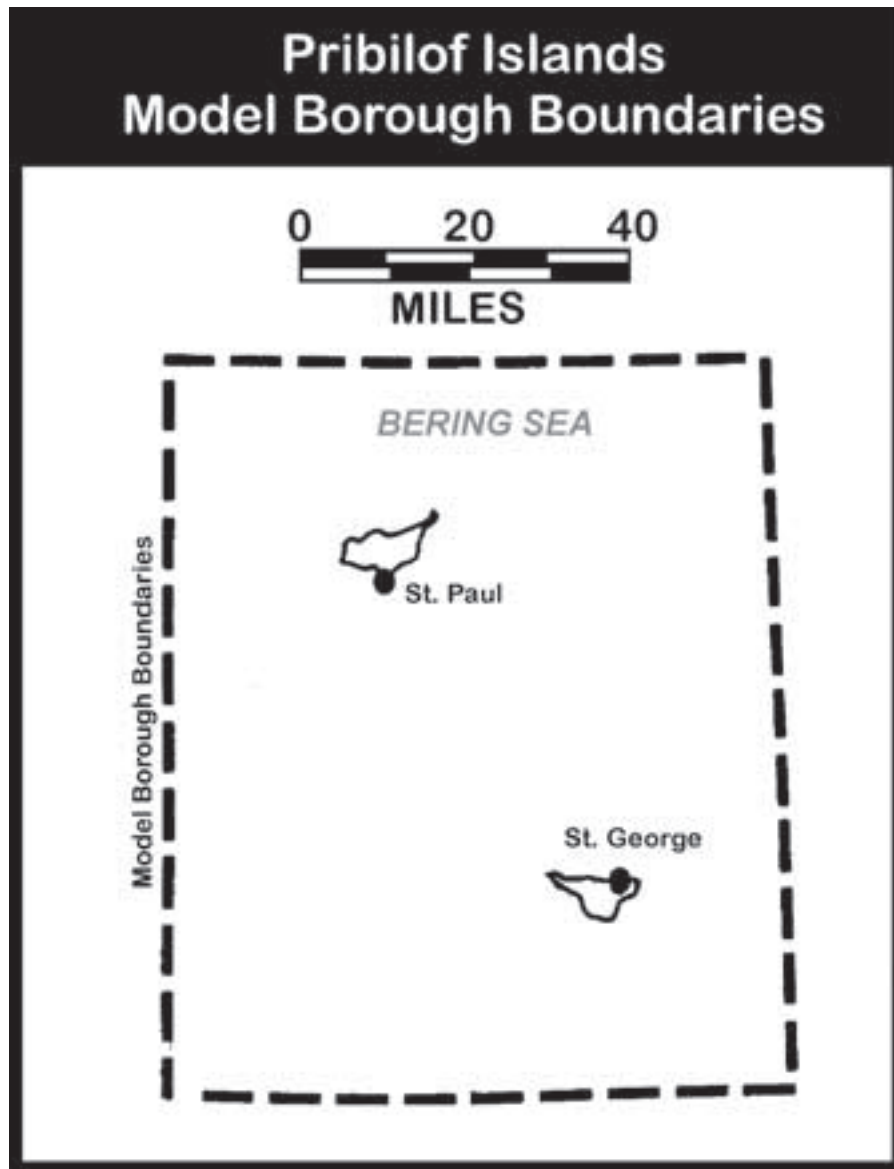 Pribilof Islands
Model Borough Boundaries
0 20 40
MILES
BERING SEA
Model Borough Boundaries
St. Paul
St. George